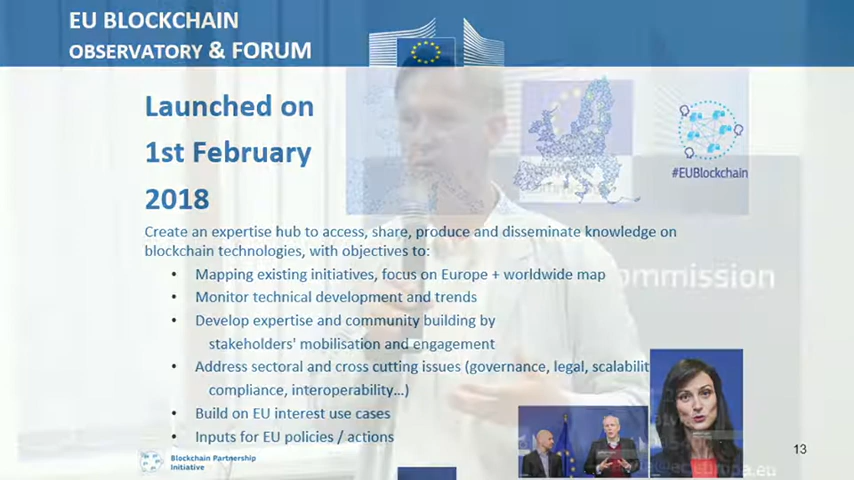 EU BLOCKCHAIN
OBSERVATORY & FORUM
Launched on
1st February
2018
#EUBlockchain
Create an expertise hub to access, share, produce and disseminate knowledge on
blockchain technologies, with objectives to:
• Mapping existing initiatives, focus on Europe + worldwide map
ommission
• Monitor technical development and trends
• Develop expertise and community building by
stakeholders' mobilisation and engagement
• Address sectoral and cross cutting issues (governance, legal, scalabilit
compliance, interoperability...)
• Build on EU interest use cases
• Inputs for EU policies / actions
Blockchain Partnership
Initiative
@ec.europa.eu
13